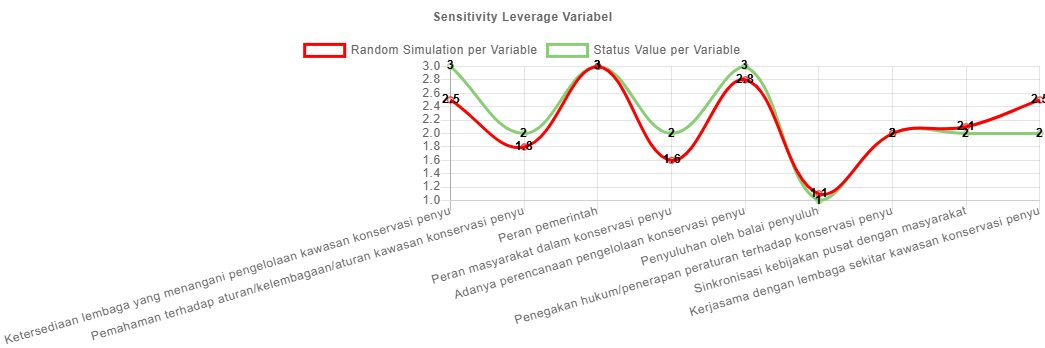 Sensitivity Leverage Variabel
Random Simulation per Variable
Status Value per Variable
3.0
2.8
2.6
2.4
2.2
2.0
1.8
1.6
1.4
1.2
1.0
3
2
3
2
3
1
2
2
2
2.5
1.8
3
1.6
2.8
1.1
2
2.1
2.5
Ketersediaan lembaga yang menangani pengelolaan kawasan konservasi penyu
Pemahaman terhadap aturan/kelembagaan/aturan kawasan konservasi penyu
Peran pemerintah
Peran masyarakat dalam konservasi penyu
Adanya perencanaan pengelolaan konservasi penyu
Penyuluhan oleh balai penyuluh
Penegakan hukum/penerapan peraturan terhadap konservasi penyu
Sinkronisasi kebijakan pusat dengan masyarakat
Kerjasama dengan lembaga sekitar kawasan konservasi penyu